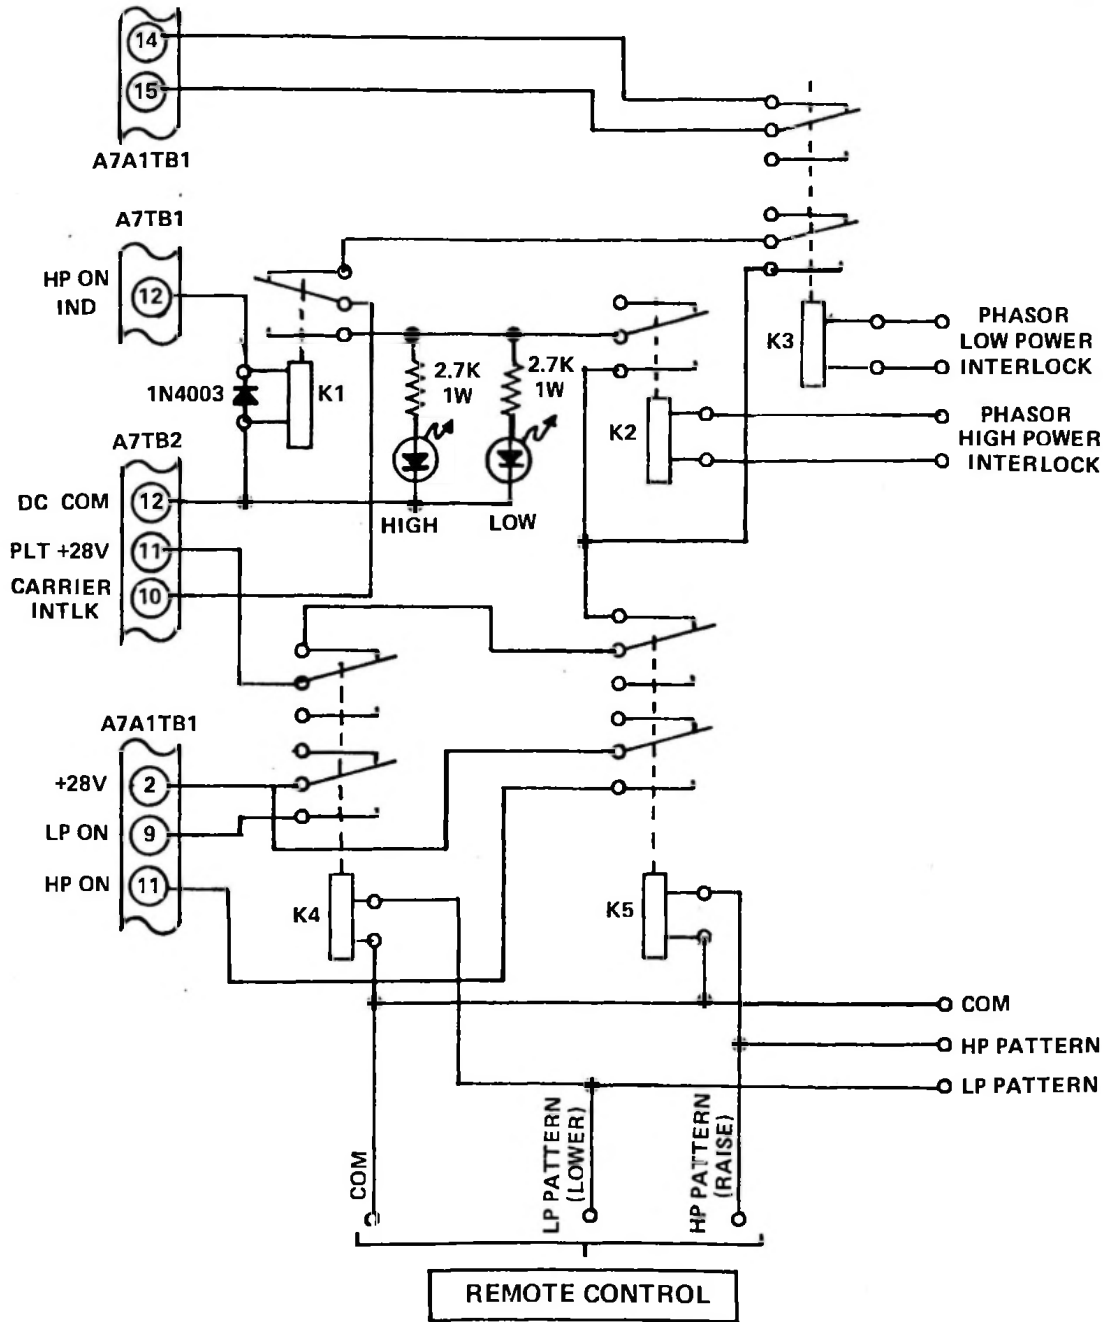 14
15
A7A1TB1
A7TB1
HP ON
IND
12
1N4003
K1
2.7K
1W
2.7K
1W
K3
PHASOR
LOW POWER
INTERLOCK
K2
PHASOR
HIGH POWER
INTERLOCK
A7TB2
DC COM
12
PLT +28V
11
CARRIER
INTLK
10
HIGH
LOW
A7A1TB1
+28V
2
LP ON
9
HP ON
11
K4
K5
COM
HP PATTERN
LP PATTERN
COM
LP PATTERN
(LOWER)
HP PATTERN
(RAISE)
REMOTE CONTROL